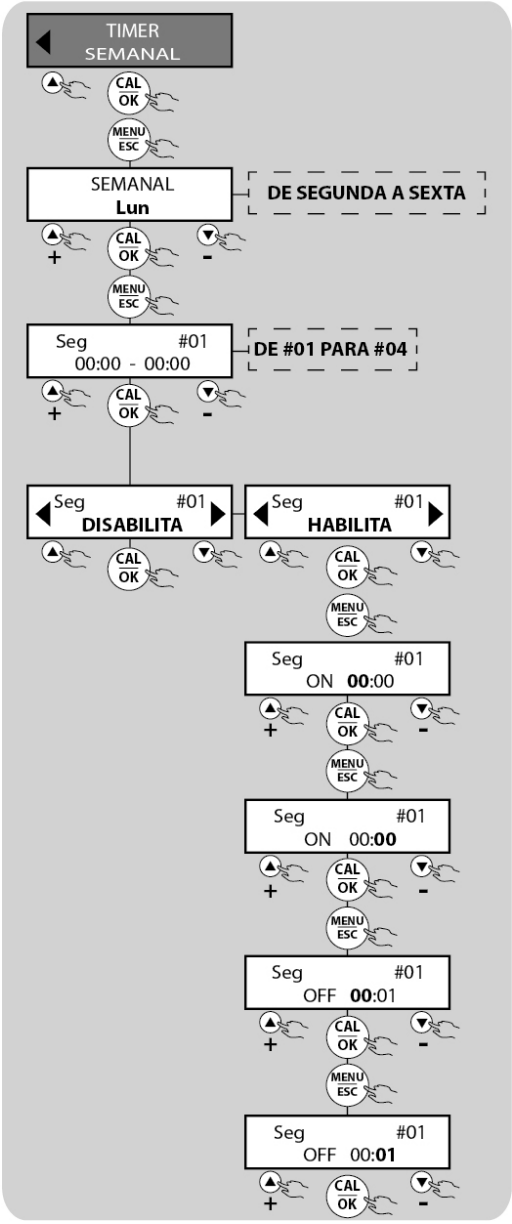 TIMER
SEMANAL
CAL
OK
MENU
ESC
SEMANAL
Lun
DE SEGUNDA A SEXTA
+
CAL
OK
-
MENU
ESC
Seg #01
00:00 - 00:00
DE #01 PARA #04
+
CAL
OK
-
Seg #01
DISABILITA
Seg #01
HABILITA
CAL
OK
CAL
OK
MENU
ESC
Seg #01
ON 00:00
+
CAL
OK
-
MENU
ESC
Seg #01
ON 00:00
+
CAL
OK
-
MENU
ESC
Seg #01
OFF 00:01
+
CAL
OK
-
MENU
ESC
Seg #01
OFF 00:01
+
CAL
OK
-